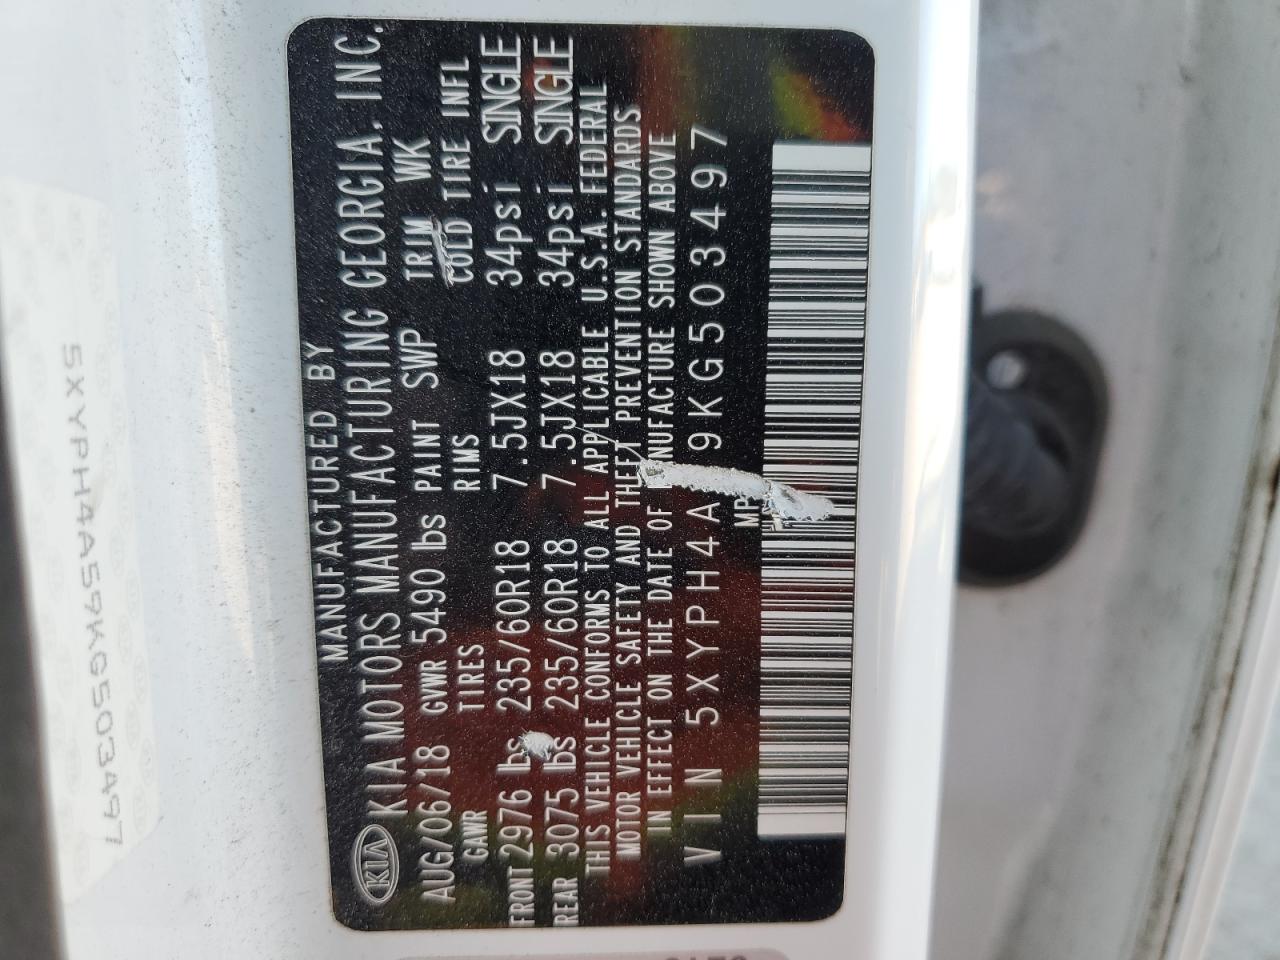 KIA
MANUFACTURED BY
KIA MOTORS MANUFACTURING GEORGIA, INC.
AUG/06/18 GVWR 5490 lbs PAINT SWP TRIM WK
GAWR TIRES RIMS COLD TIRE INFL
FRONT 2976 lbs 235/60R18 7.5JX18 34psi SINGLE
REAR 3075 lbs 235/60R18 7.5JX18 34psi SINGLE
THIS VEHICLE CONFORMS TO ALL APPLICABLE U.S.A. FEDERAL
MOTOR VEHICLE SAFETY AND THEFT PREVENTION STANDARDS
IN EFFECT ON THE DATE OF MANUFACTURE SHOWN ABOVE
VIN 5XYPH4A59KG503497
5XYPH4A59KG503497